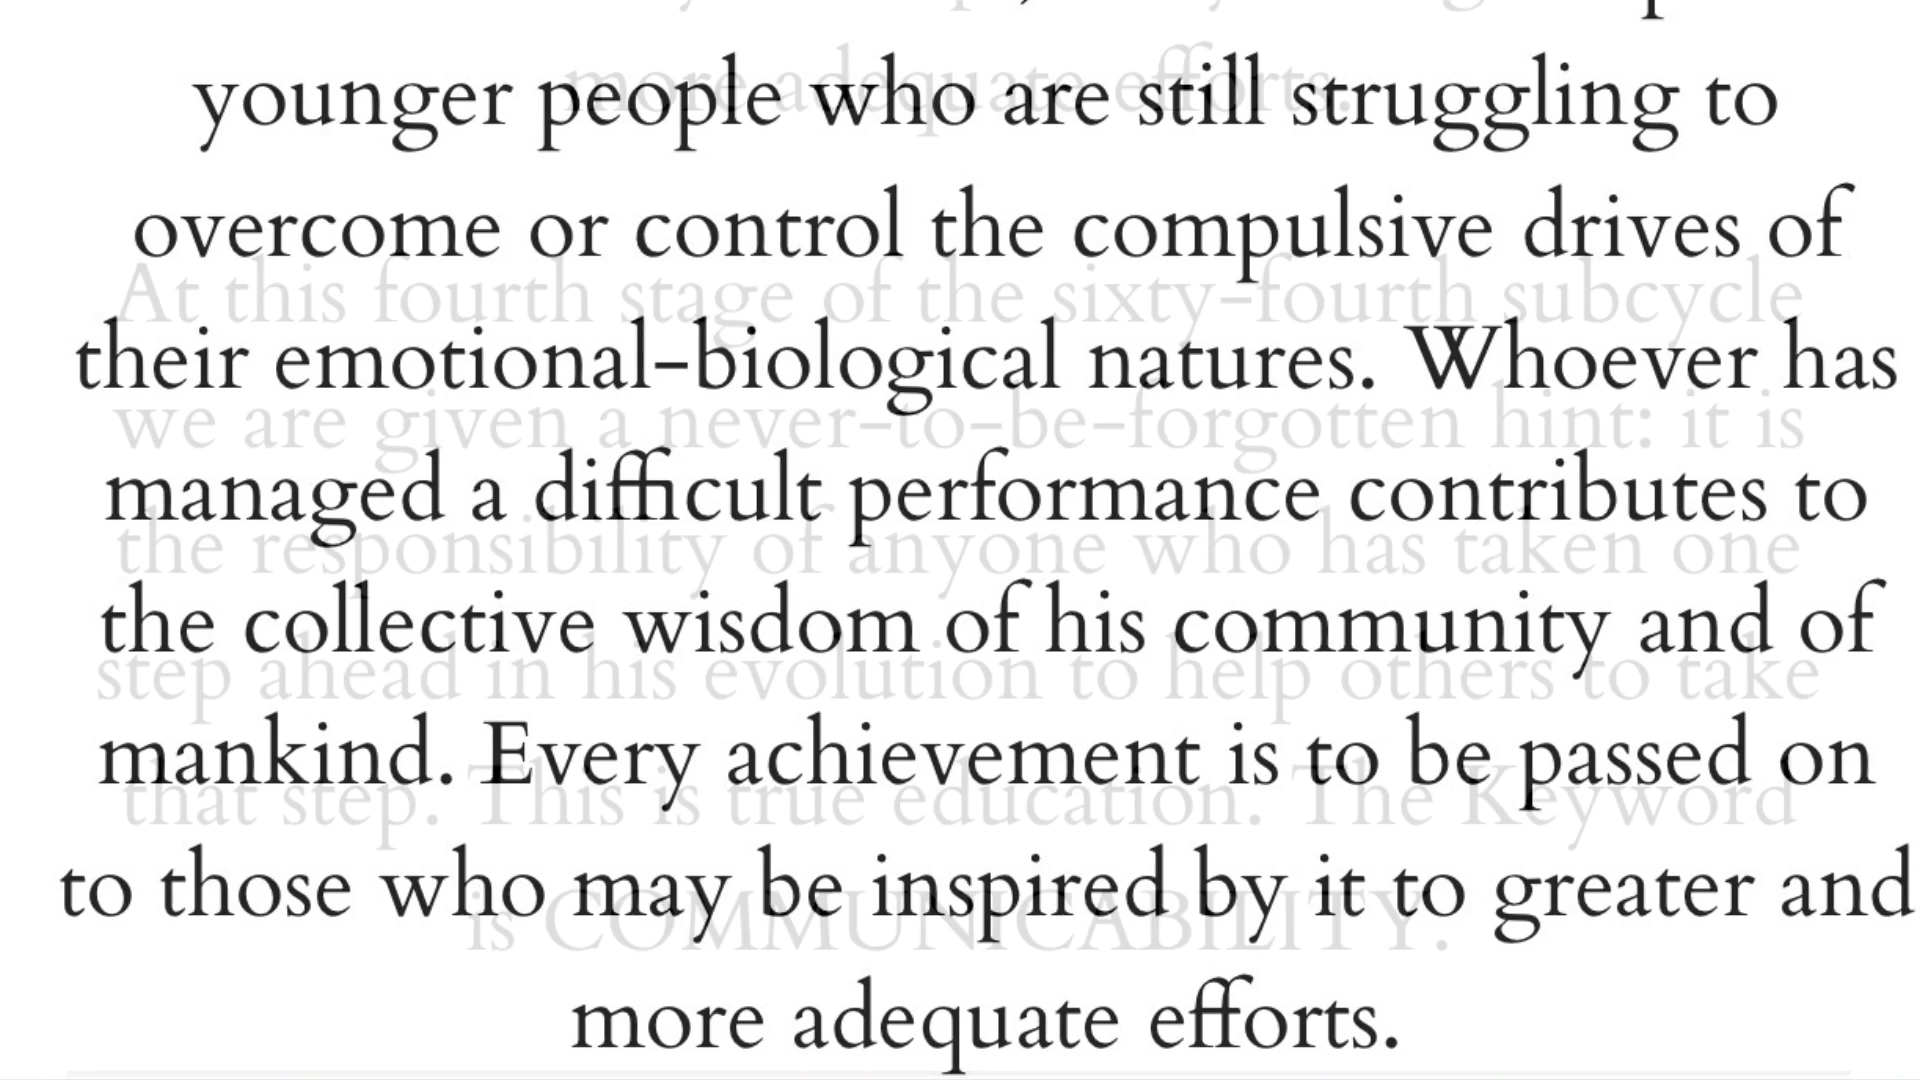 younger people who are still struggling to
more adequate efforts.
overcome or control the compulsive drives of
At this fourth stage of the sixty-fourth subcycle
their emotional-biological natures. Whoever has
we are given a never-to-be-forgotten hint: it is
managed a difficult performance contributes to
the responsibility of anyone who has taken one
the collective wisdom of his community and of
step ahead in his evolution to help others to take
mankind. Every achievement is to be passed on
that step. This is true education. The Keyword
to those who may be inspired by it to greater and
is COMMUNICABILITY.
more adequate efforts.